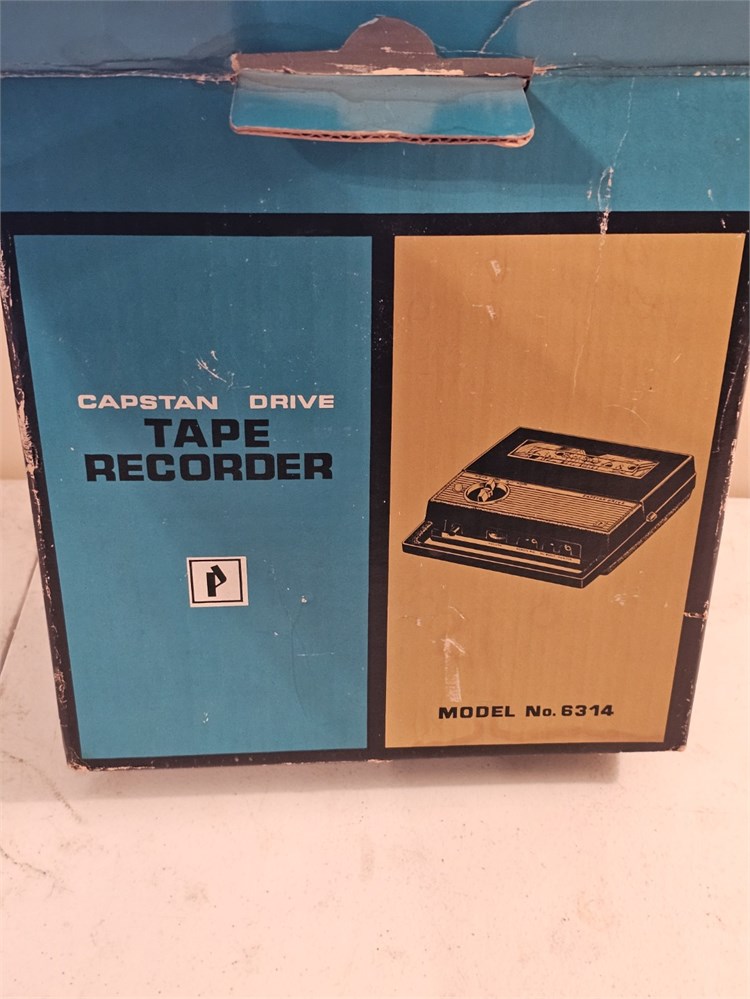 CAPSTAN DRIVE
TAPE
RECORDER
P
MODEL No. 6314